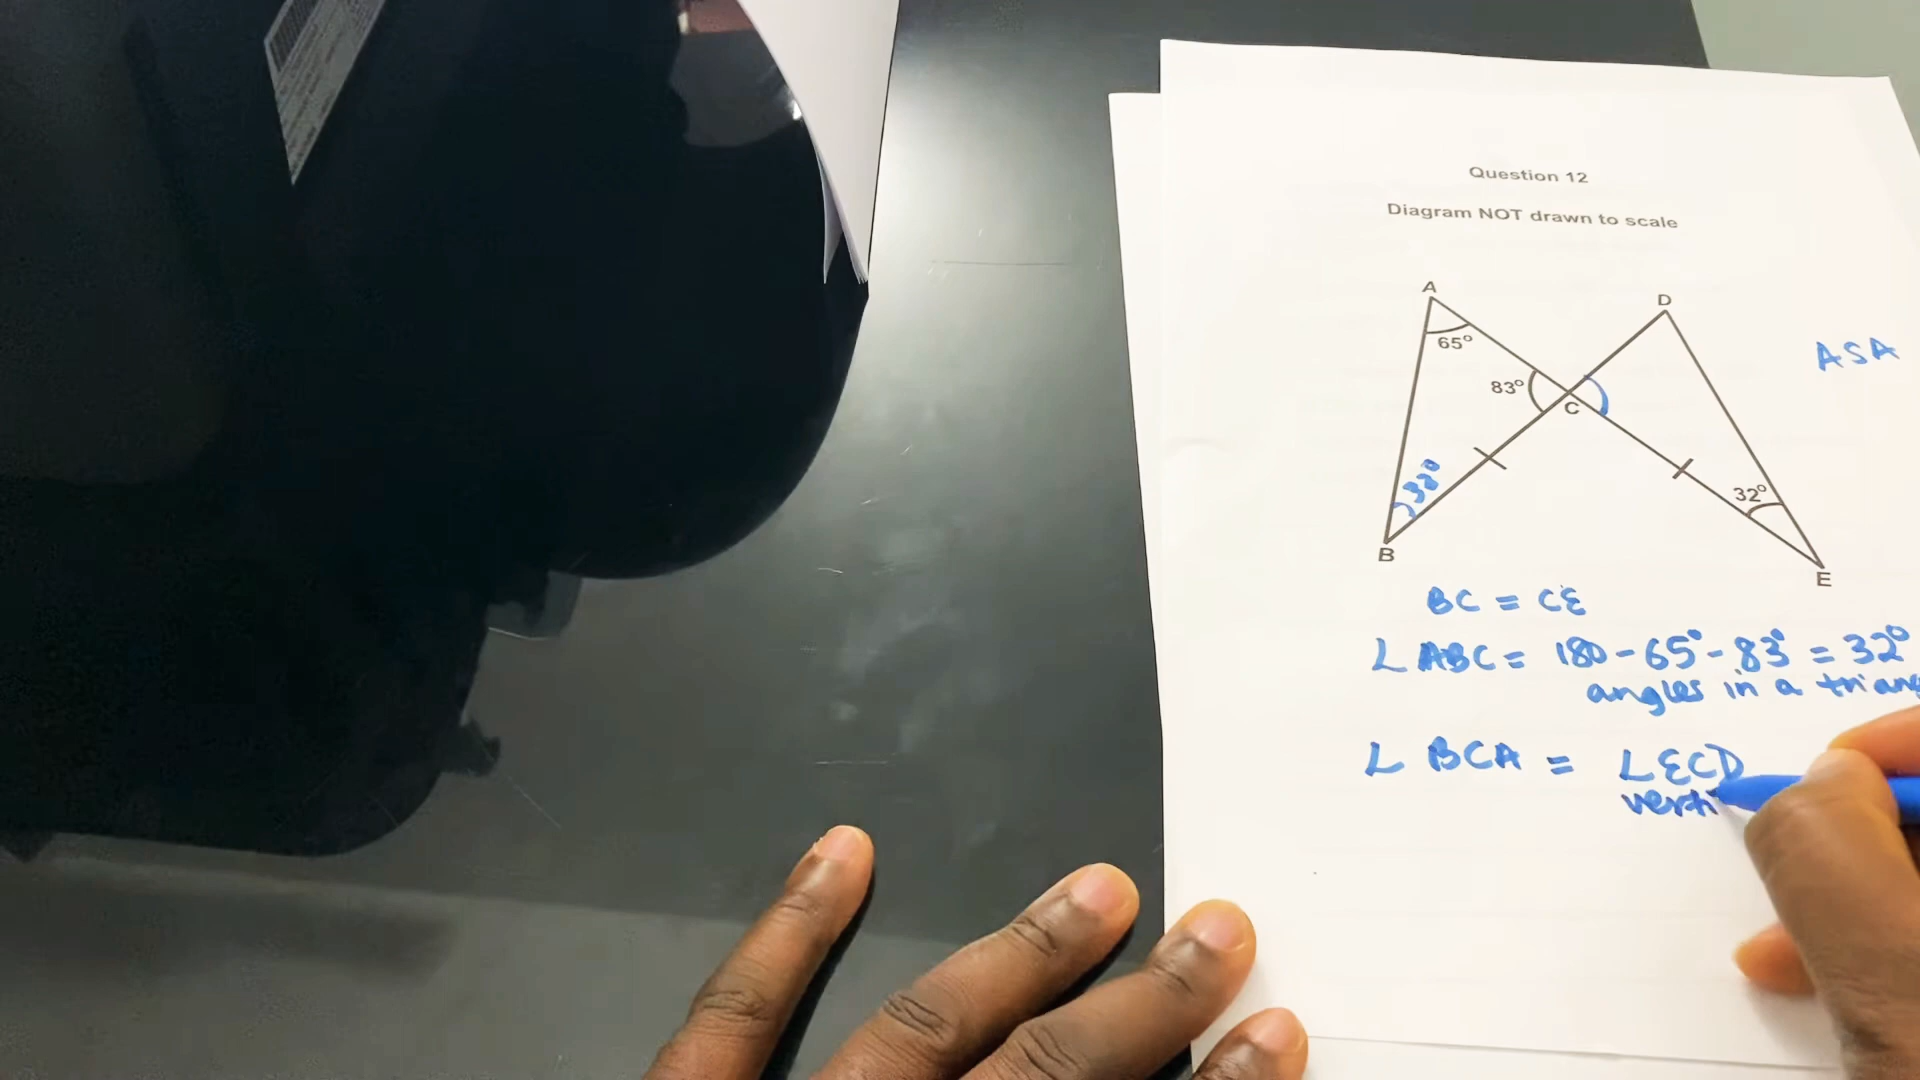 Question 12
Diagram NOT drawn to scale
A
D
65°
ASA
83°
C
32°
32°
B
E
BC = CE
∠ABC = 180 - 65° - 83° = 32°
angles in a
∠BCA = ∠ECD